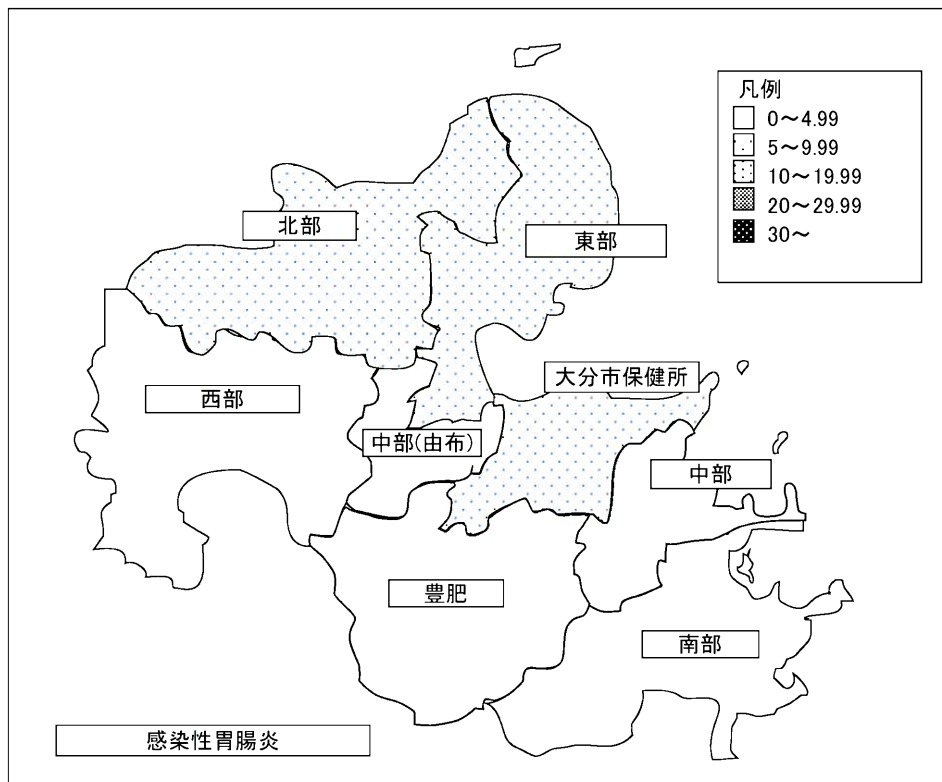 凡例
0～4.99
5～9.99
10～19.99
20～29.99
30～
北部
東部
大分市保健所
西部
中部(由布)
中部
豊肥
南部
感染性胃腸炎